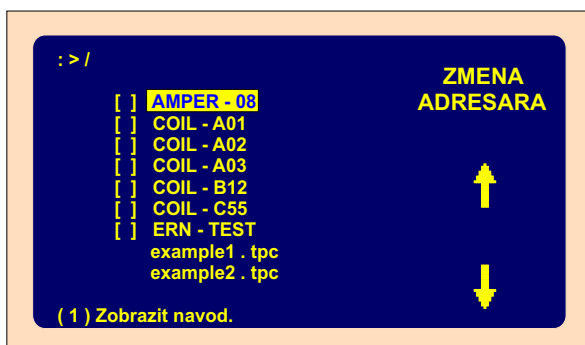 : > /
ZMENA
ADRESARA
[ ] AMPER - 08
[ ] COIL - A01
[ ] COIL - A02
[ ] COIL - A03
[ ] COIL - B12
[ ] COIL - C55
[ ] ERN - TEST
example1 . tpc
example2 . tpc
( 1 ) Zobrazit navod.